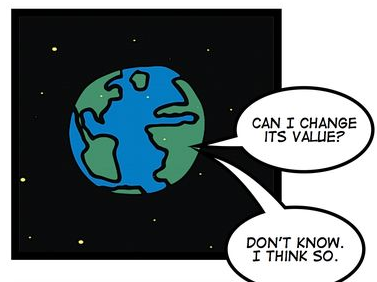 CAN I CHANGE
ITS VALUE?
DON'T KNOW.
I THINK SO.